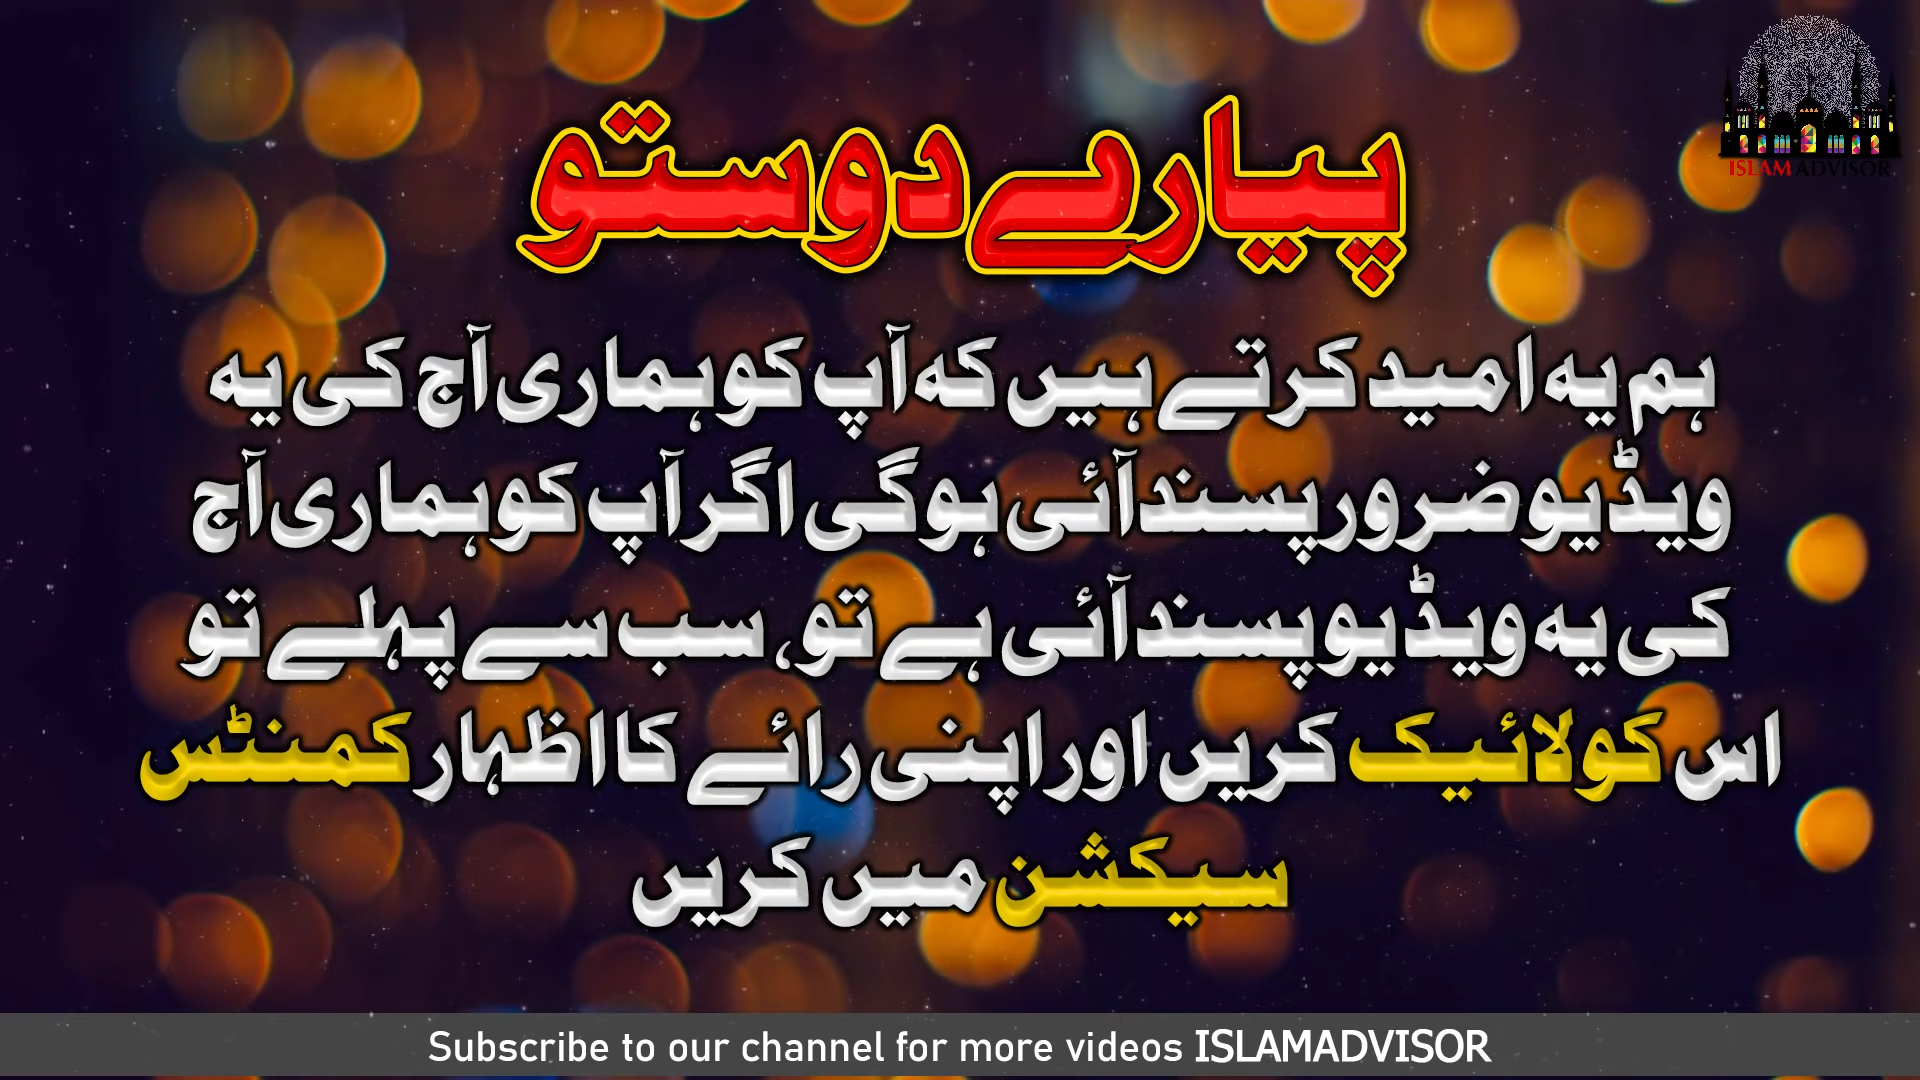 ISLAM ADVISOR
پیارے دوستو
ہم یہ امید کرتے ہیں کہ آپ کو ہماری آج کی یہ
ویڈیو ضرور پسند آئی ہوگی اگر آپ کو ہماری آج
کی یہ ویڈیو پسند آئی ہے تو، سب سے پہلے تو
اس کو لائیک کریں اور اپنی رائے کا اظہار کمنٹس
سیکشن میں کریں
Subscribe to our channel for more videos ISLAMADVISOR